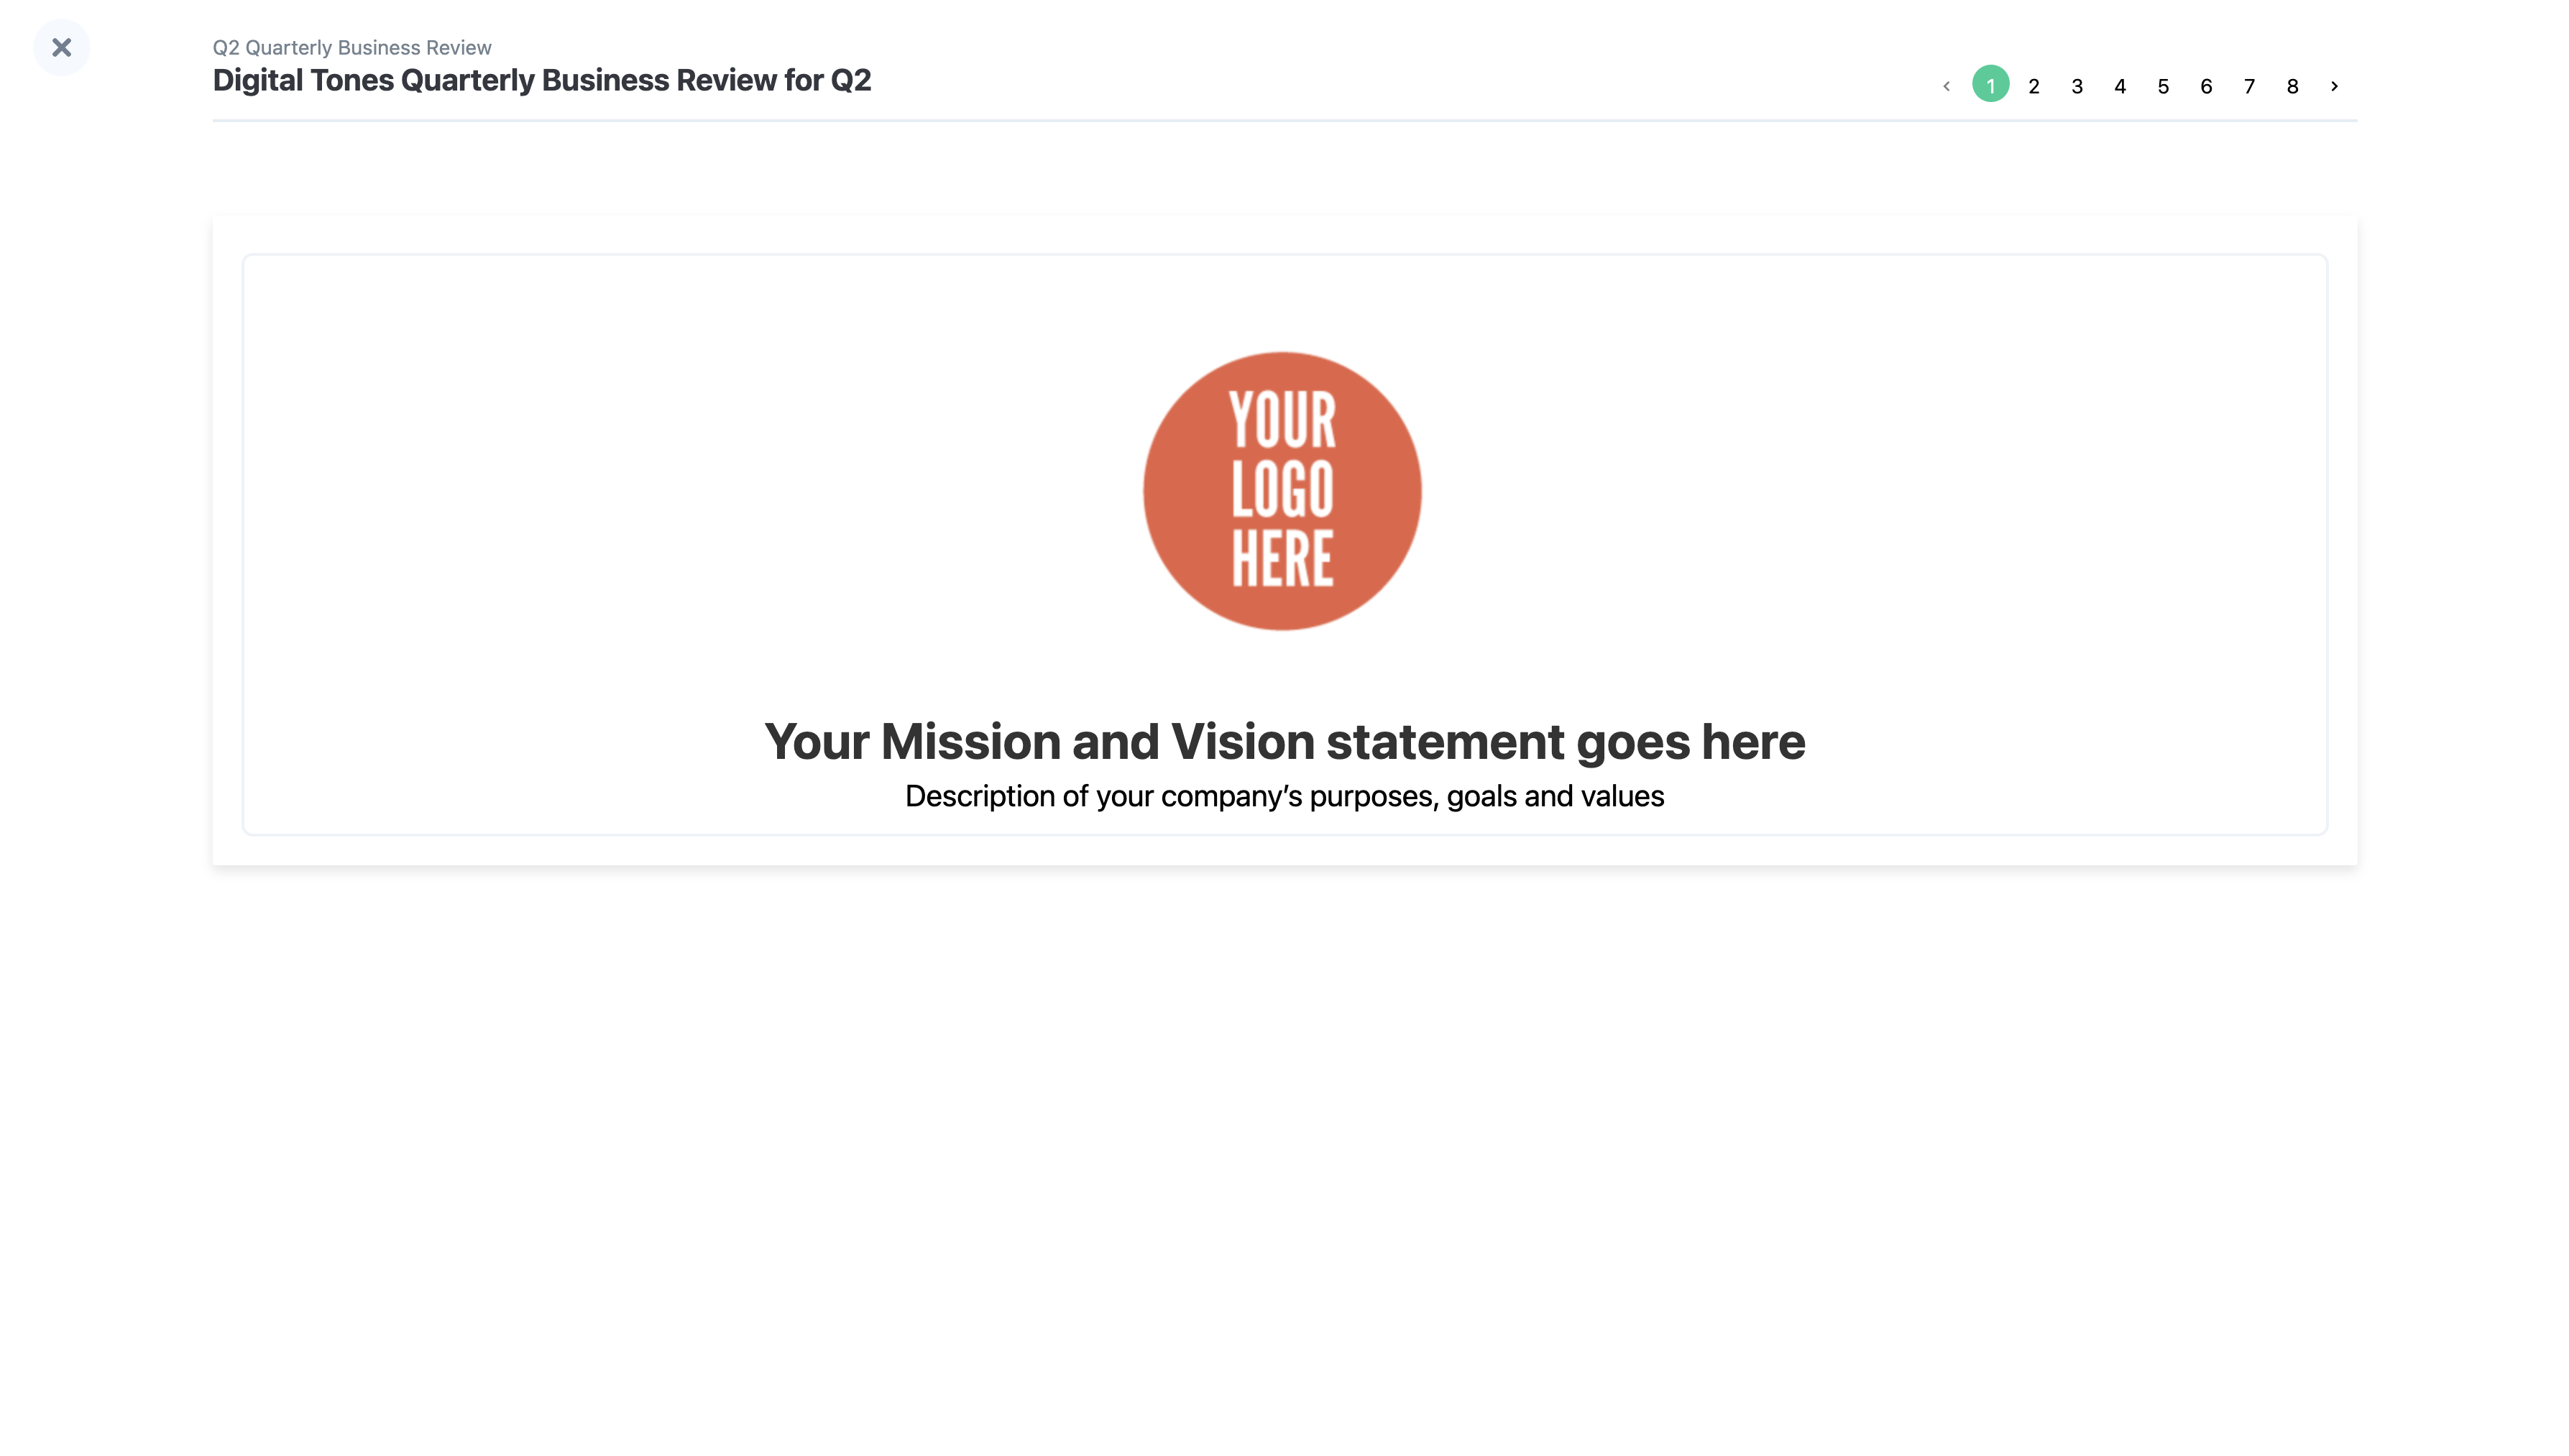 Q2 Quarterly Business Review
Digital Tones Quarterly Business Review for Q2
‹ 1 2 3 4 5 6 7 8 ›
YOUR
LOGO
HERE
Your Mission and Vision statement goes here
Description of your company’s purposes, goals and values